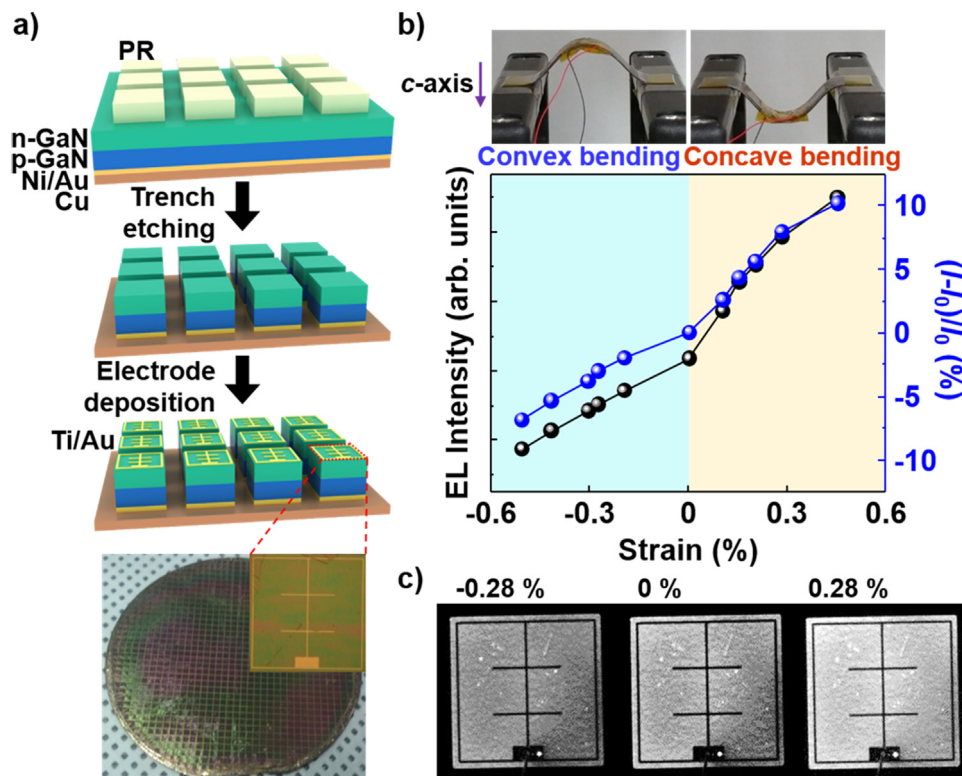 a)
PR
n-GaN
p-GaN
Ni/Au
Cu
Trench
etching
Electrode
deposition
Ti/Au
b)
c-axis
Convex bending
Concave bending
EL Intensity (arb. units)
10
5
0
-5
-10
(I-I₀)/I₀ (%)
-0.6
-0.3
0
0.3
0.6
Strain (%)
c)
-0.28 %
0 %
0.28 %